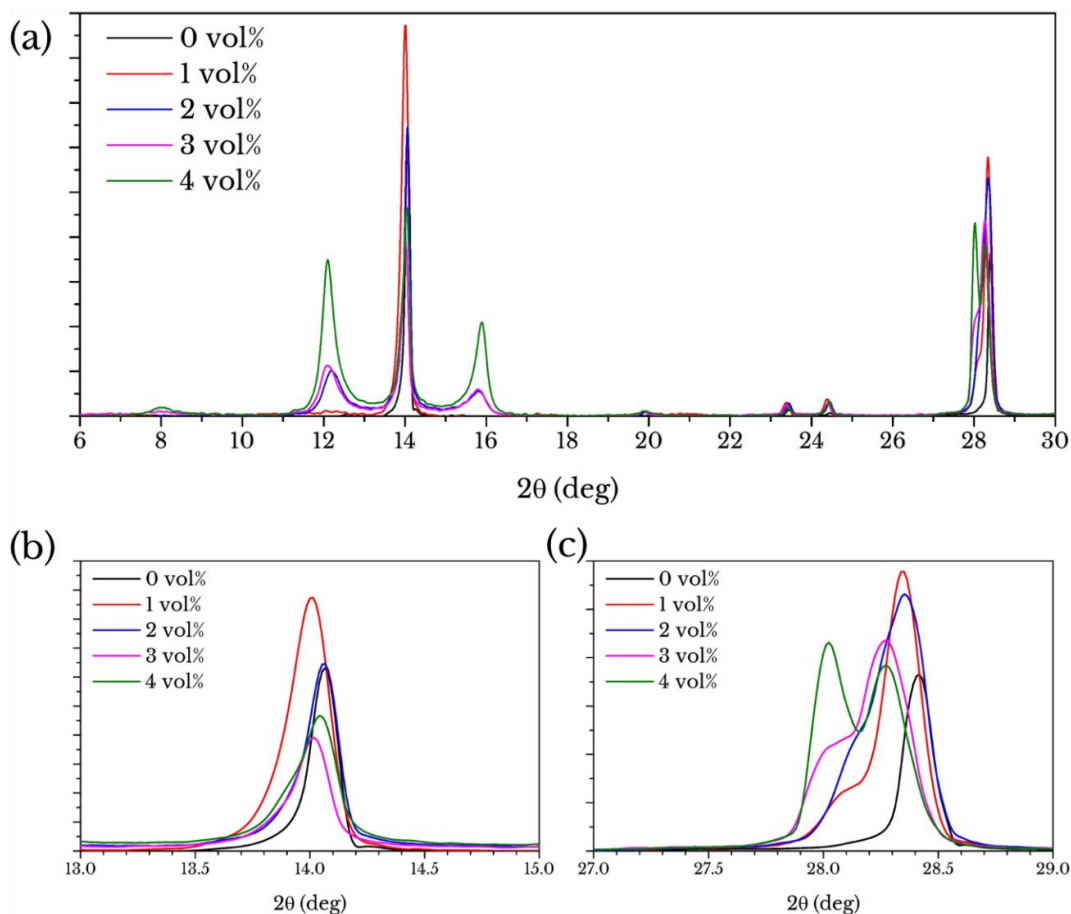 (a)
0 vol%
1 vol%
2 vol%
3 vol%
4 vol%
6 8 10 12 14 16 18 20 22 24 26 28 30
2θ (deg)
(b)
0 vol%
1 vol%
2 vol%
3 vol%
4 vol%
13.0 13.5 14.0 14.5 15.0
2θ (deg)
(c)
0 vol%
1 vol%
2 vol%
3 vol%
4 vol%
27.0 27.5 28.0 28.5 29.0
2θ (deg)